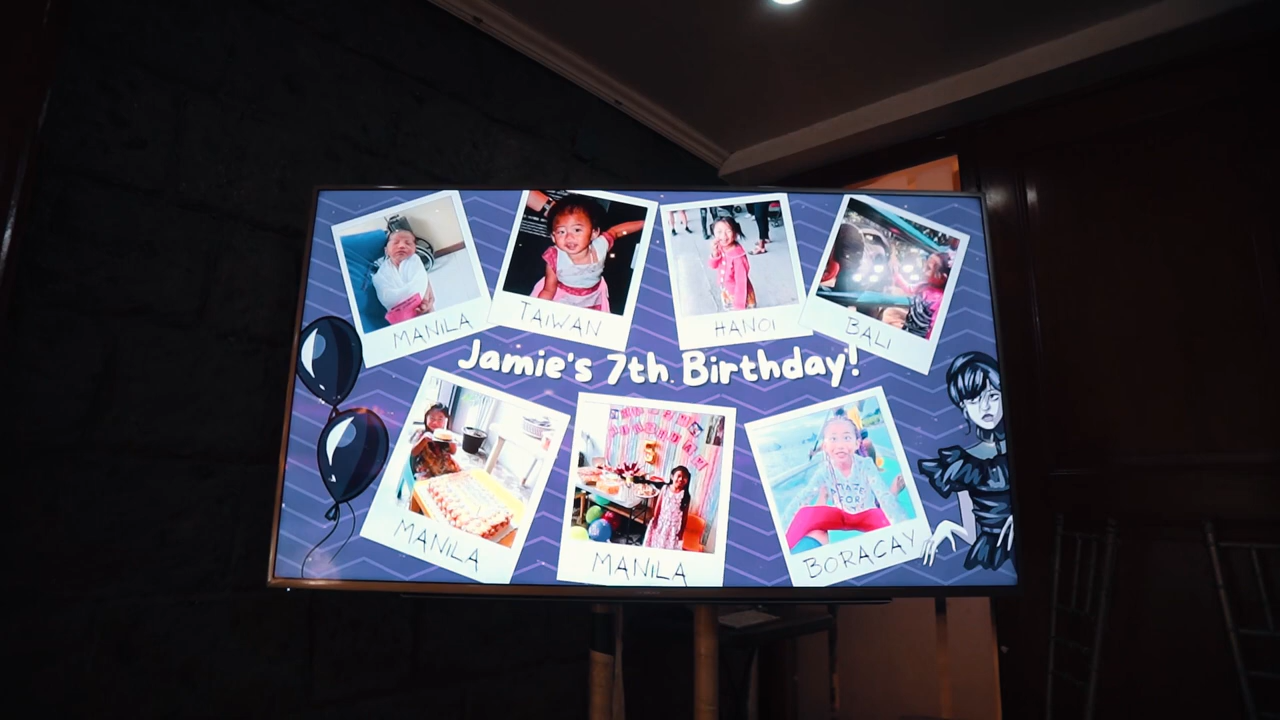 MANILA
TAIWAN
HANOI
BALI
Jamie's 7th Birthday!
MANILA
MANILA
BORACAY